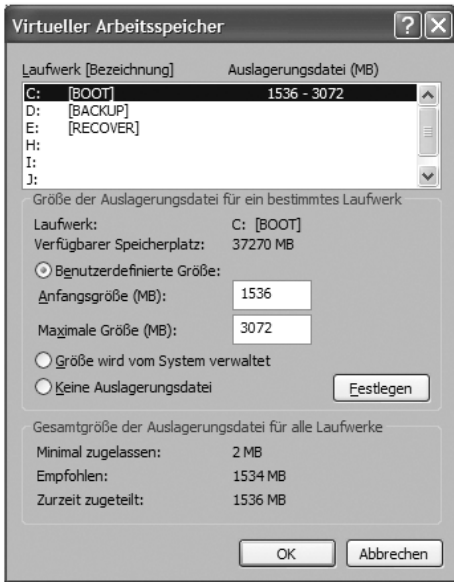 Virtueller Arbeitsspeicher
Laufwerk [Bezeichnung] Auslagerungsdatei (MB)
C: [BOOT] 1536 - 3072
D: [BACKUP]
E: [RECOVER]
H:
I:
J:
Größe der Auslagerungsdatei für ein bestimmtes Laufwerk
Laufwerk: C: [BOOT]
Verfügbarer Speicherplatz: 37270 MB
Benutzerdefinierte Größe:
Anfangsgröße (MB): 1536
Maximale Größe (MB): 3072
Größe wird vom System verwaltet
Keine Auslagerungsdatei Festlegen
Gesamtgröße der Auslagerungsdatei für alle Laufwerke
Minimal zugelassen: 2 MB
Empfohlen: 1534 MB
Zurzeit zugeteilt: 1536 MB
OK Abbrechen